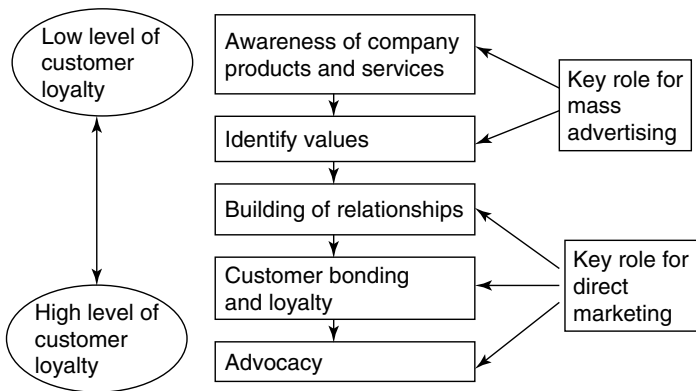 Low level of
customer
loyalty
High level of
customer
loyalty
Awareness of company
products and services
Identify values
Building of relationships
Customer bonding
and loyalty
Advocacy
Key role for
mass
advertising
Key role for
direct
marketing